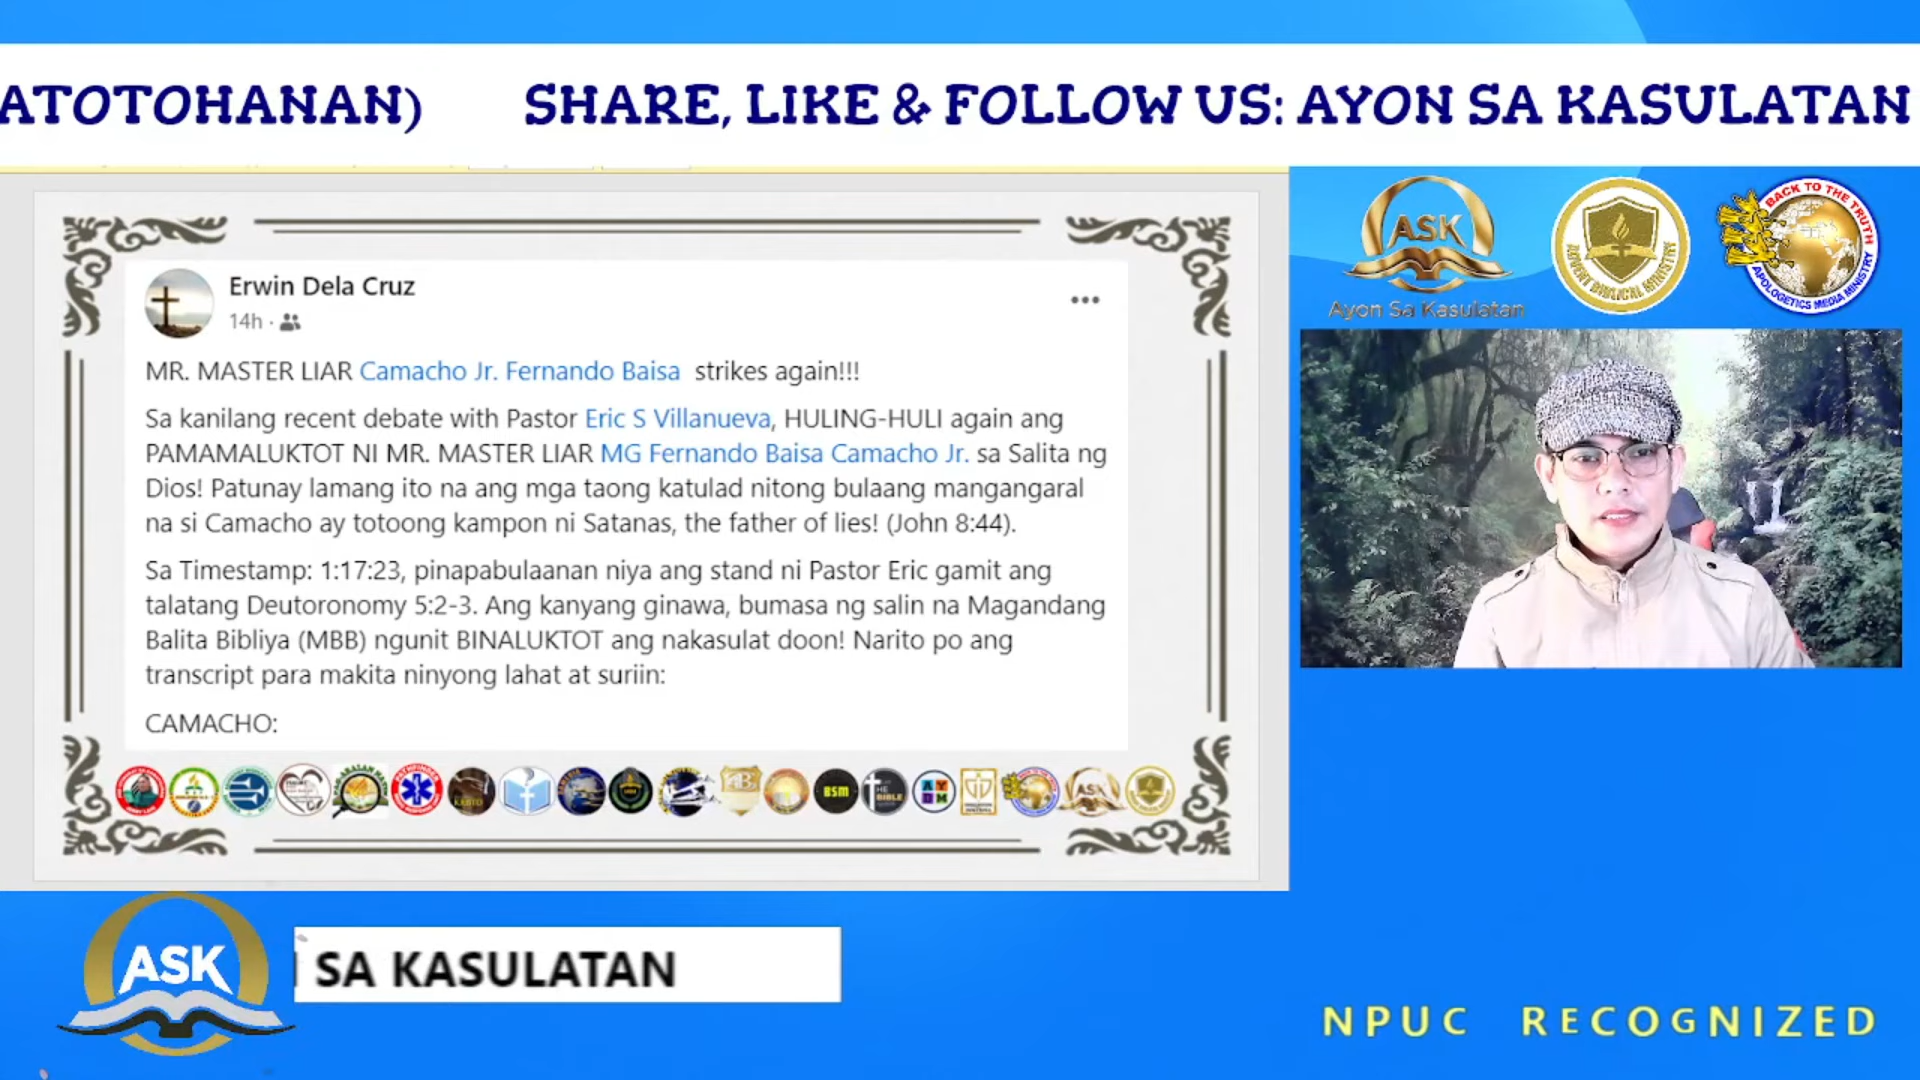 ATOTOHANAN) SHARE, LIKE & FOLLOW US: AYON SA KASULATAN
ASK
Ayon Sa Kasulatan
ADVENT BIBLICAL MINISTRY
BACK TO THE TRUTH
APOLOGETICS MEDIA MINISTRY
Erwin Dela Cruz
14h ·
MR. MASTER LIAR Camacho Jr. Fernando Baisa strikes again!!!
Sa kanilang recent debate with Pastor Eric S Villanueva, HULING-HULI again ang
PAMAMALUKTOT NI MR. MASTER LIAR MG Fernando Baisa Camacho Jr. sa Salita ng
Dios! Patunay lamang ito na ang mga taong katulad nitong bulaang mangangaral
na si Camacho ay totoong kampon ni Satanas, the father of lies! (John 8:44).
Sa Timestamp: 1:17:23, pinapabulaanan niya ang stand ni Pastor Eric gamit ang
talatang Deutoronomy 5:2-3. Ang kanyang ginawa, bumasa ng salin na Magandang
Balita Bibliya (MBB) ngunit BINALUKTOT ang nakasulat doon! Narito po ang
transcript para makita ninyong lahat at suriin:
CAMACHO:
BSM
ASK
SA KASULATAN
NPUC RECOGNIZED